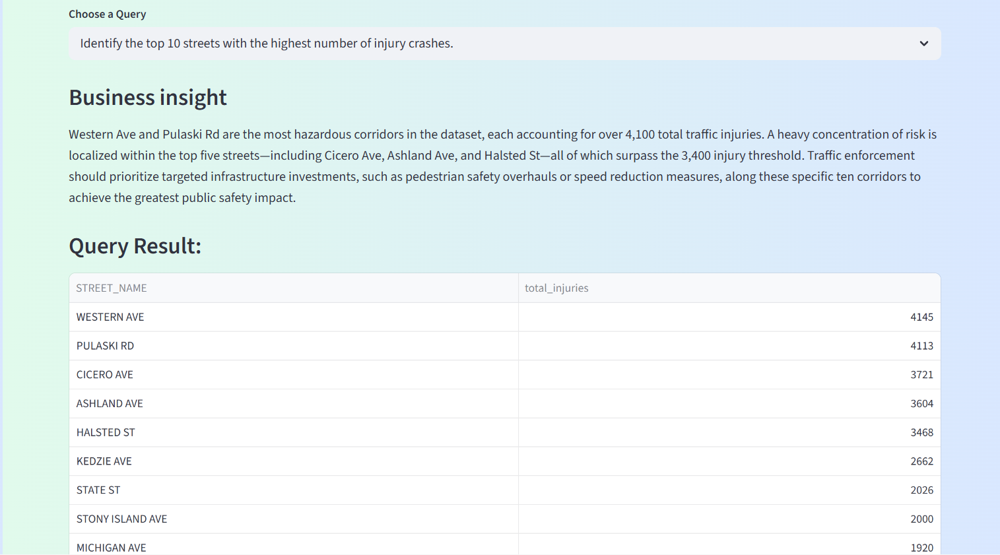 Choose a Query
Identify the top 10 streets with the highest number of injury crashes.
Business insight
Western Ave and Pulaski Rd are the most hazardous corridors in the dataset, each accounting for over 4,100 total traffic injuries. A heavy concentration of risk is
localized within the top five streets—including Cicero Ave, Ashland Ave, and Halsted St—all of which surpass the 3,400 injury threshold. Traffic enforcement
should prioritize targeted infrastructure investments, such as pedestrian safety overhauls or speed reduction measures, along these specific ten corridors to
achieve the greatest public safety impact.
Query Result:
STREET_NAME total_injuries
WESTERN AVE 4145
PULASKI RD 4113
CICERO AVE 3721
ASHLAND AVE 3604
HALSTED ST 3468
KEDZIE AVE 2662
STATE ST 2026
STONY ISLAND AVE 2000
MICHIGAN AVE 1920